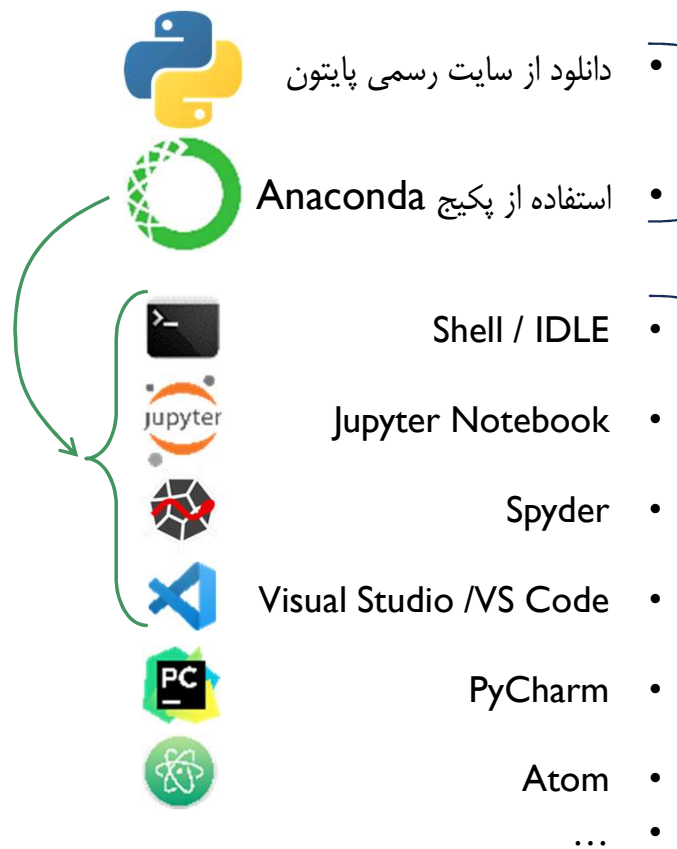 • دانلود از سایت رسمی پایتون
• استفاده از پکیج Anaconda
• Shell / IDLE
• Jupyter Notebook
• Spyder
• Visual Studio /VS Code
• PyCharm
• Atom
• ...
>_
jupyter
PC